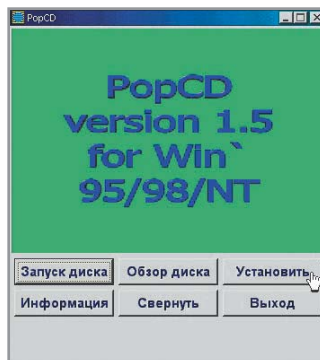 PopCD
PopCD
version 1.5
for Win`
95/98/NT
Запуск диска Обзор диска Установить
Информация Свернуть Выход